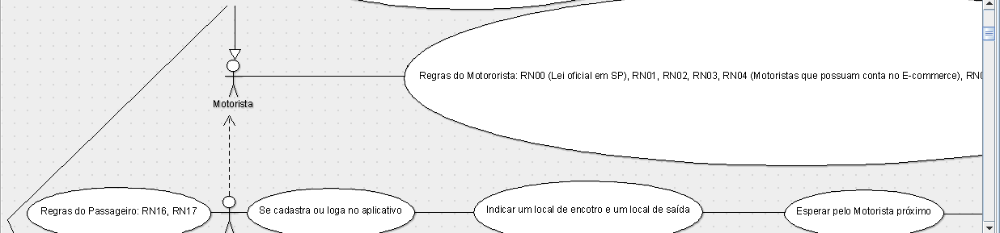 Regras do Motororista: RN00 (Lei oficial em SP), RN01, RN02, RN03, RN04 (Motoristas que possuam conta no E-commerce),
Motorista
Regras do Passageiro: RN16, RN17
Se cadastra ou loga no aplicativo
Indicar um local de encotro e um local de saída
Esperar pelo Motorista próximo